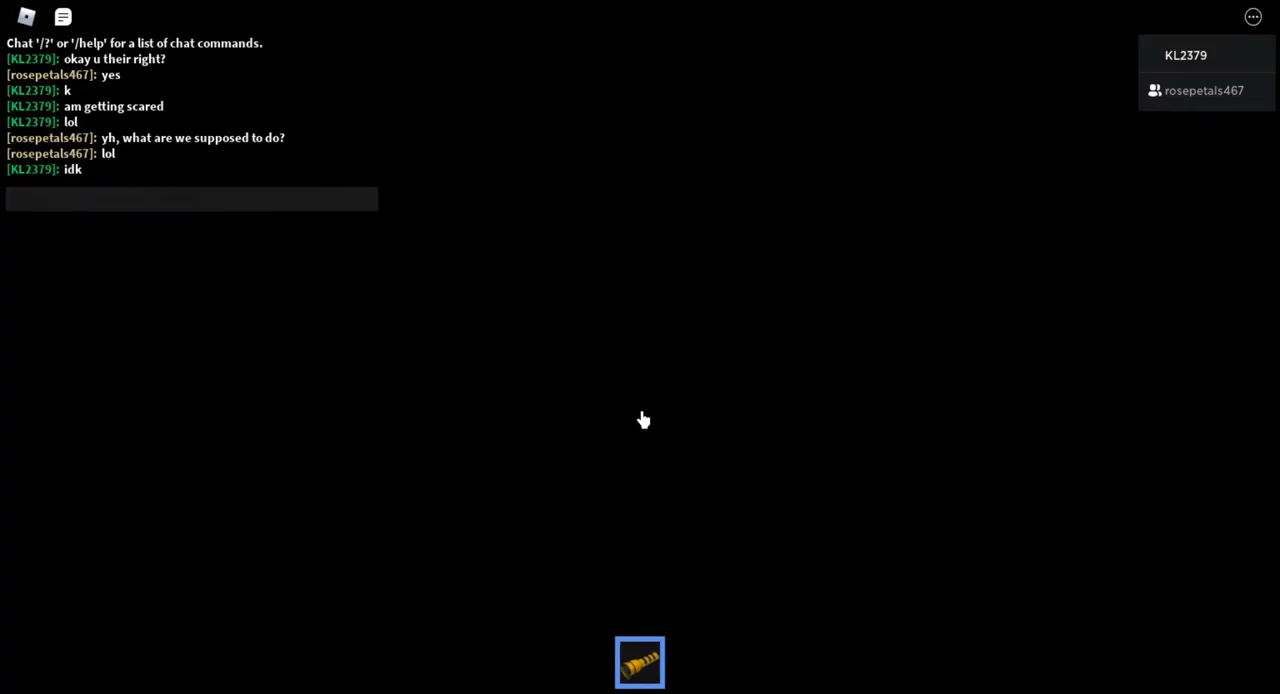 Chat '/?' or '/help' for a list of chat commands.
[KL2379]: okay u their right?
[rosepetals467]: yes
[KL2379]: k
[KL2379]: am getting scared
[KL2379]: lol
[rosepetals467]: yh, what are we supposed to do?
[rosepetals467]: lol
[KL2379]: idk
KL2379
rosepetals467